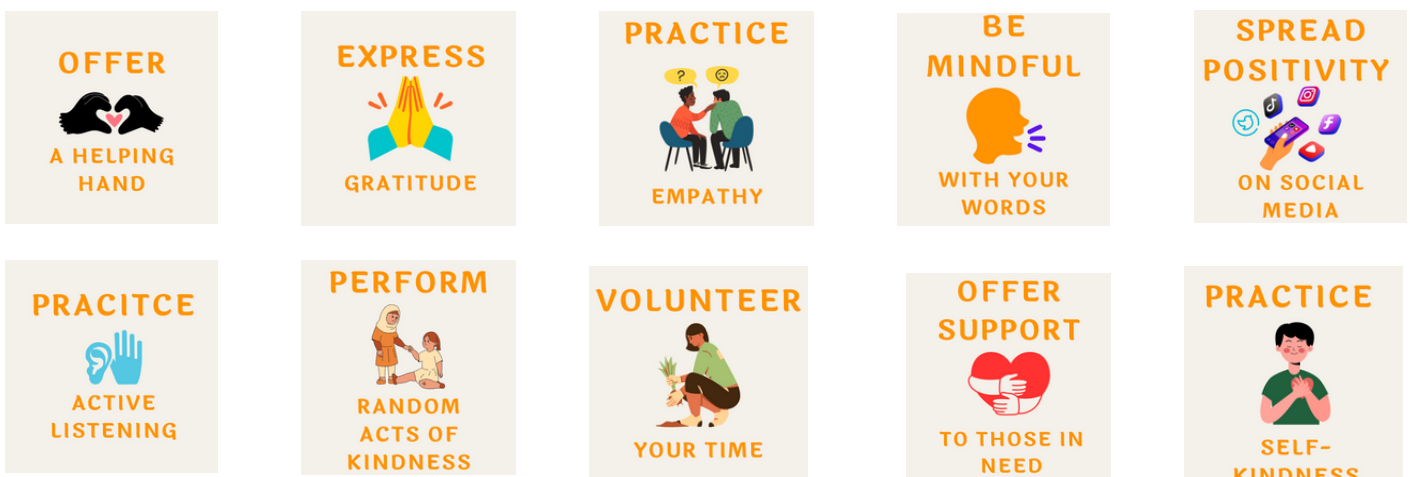 OFFER
A HELPING
HAND
EXPRESS
GRATITUDE
PRACTICE
?
EMPATHY
BE
MINDFUL
WITH YOUR
WORDS
SPREAD
POSITIVITY
ON SOCIAL
MEDIA
PRACITCE
ACTIVE
LISTENING
PERFORM
RANDOM
ACTS OF
KINDNESS
VOLUNTEER
YOUR TIME
OFFER
SUPPORT
TO THOSE IN
NEED
PRACTICE
SELF-
KINDNESS